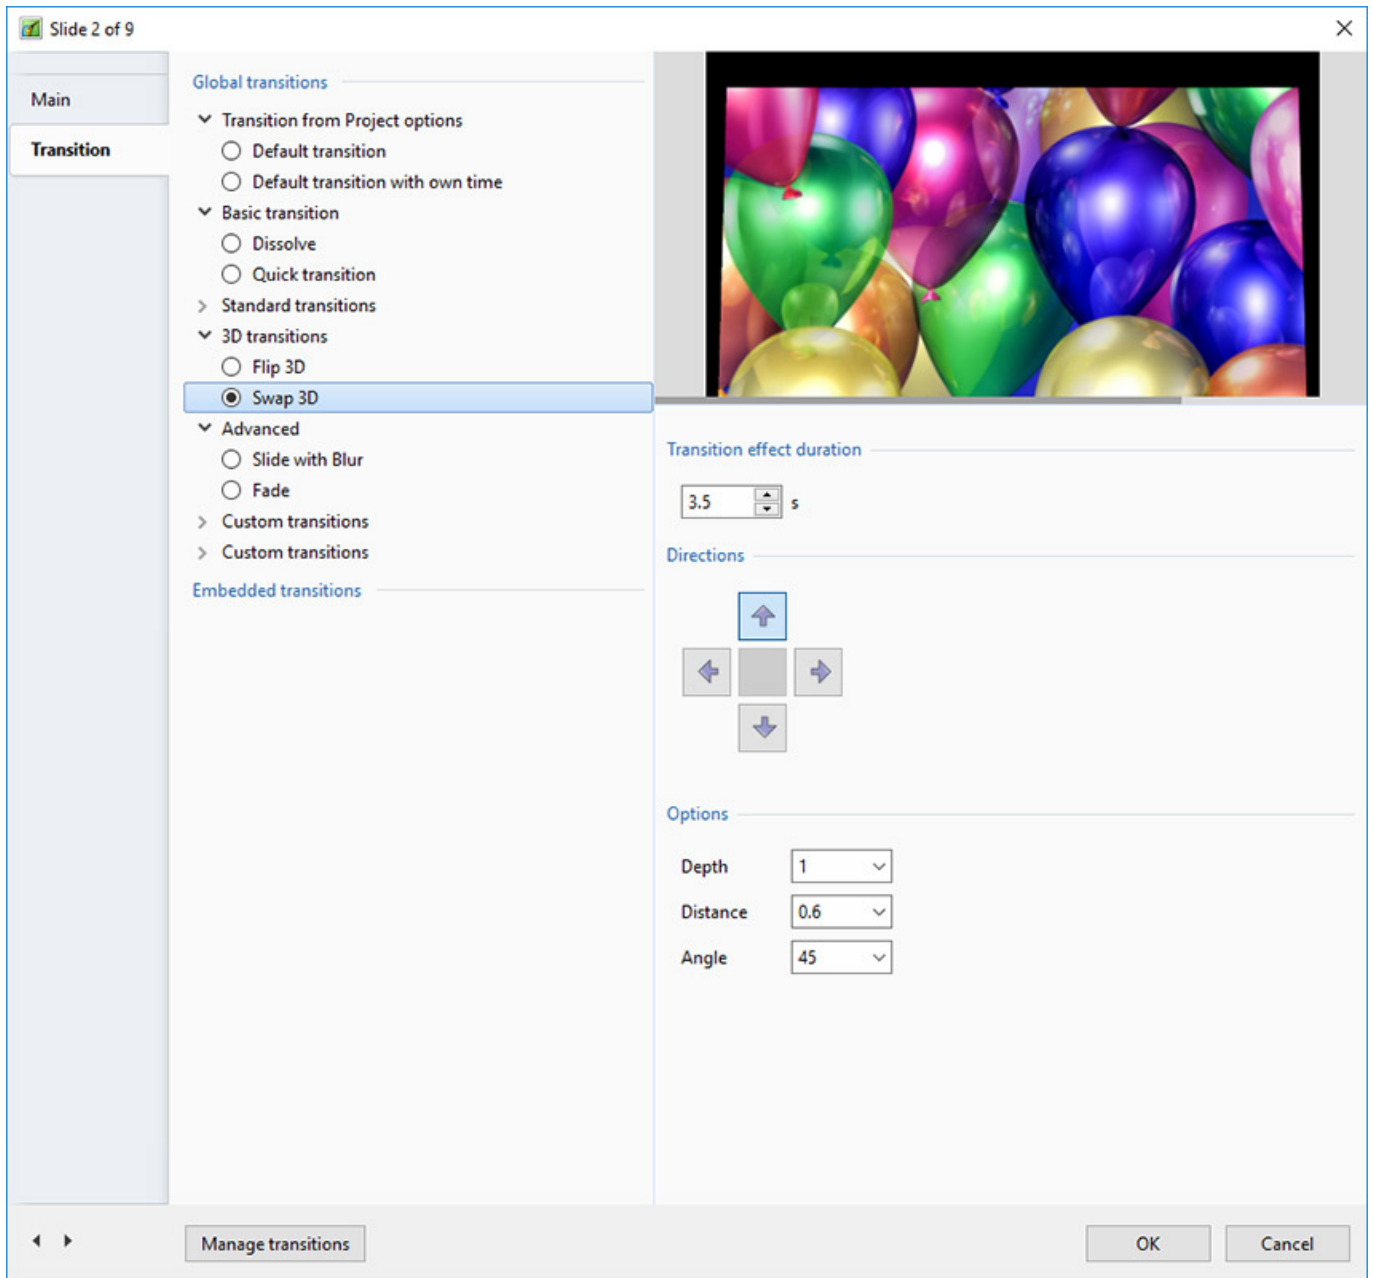 Slide 2 of 9
Main
Transition
Global transitions
Transition from Project options
Default transition
Default transition with own time
Basic transition
Dissolve
Quick transition
Standard transitions
3D transitions
Flip 3D
Swap 3D
Advanced
Slide with Blur
Fade
Custom transitions
Custom transitions
Embedded transitions
Transition effect duration
3.5 s
Directions
Options
Depth 1
Distance 0.6
Angle 45
Manage transitions
OK
Cancel